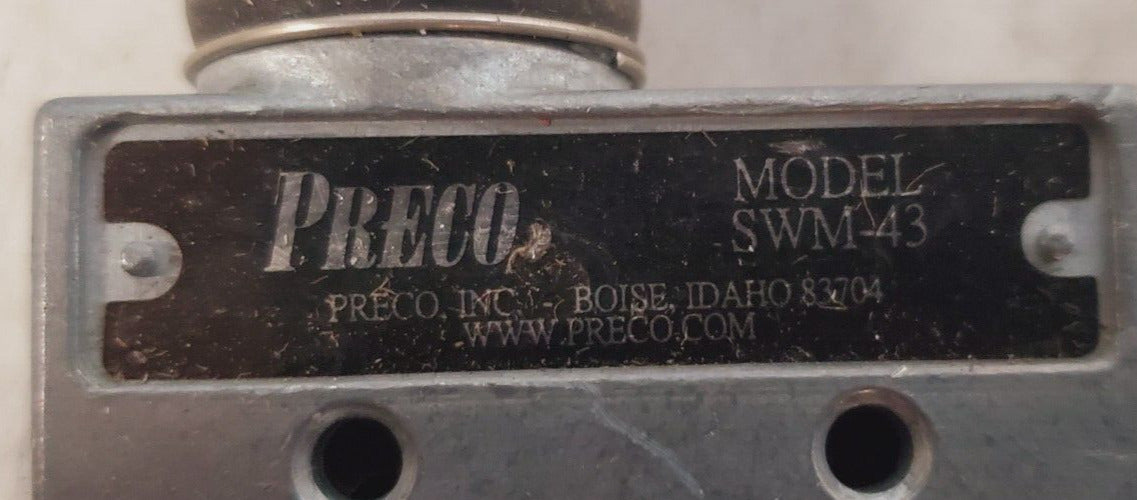 PRECO
MODEL
SWM-43
PRECO, INC. - BOISE, IDAHO 83704
WWW.PRECO.COM